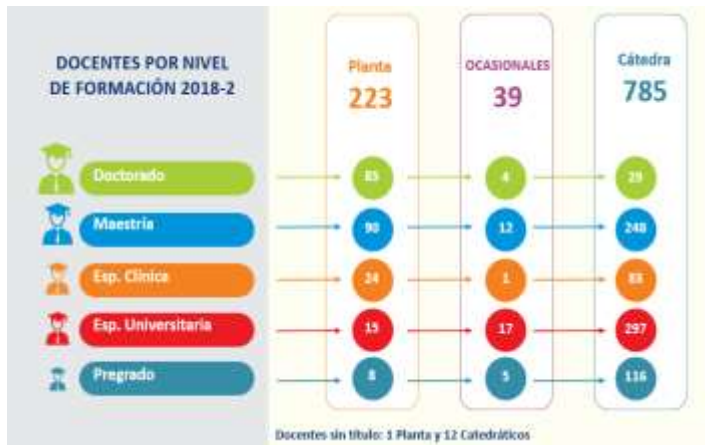 DOCENTES POR NIVEL
DE FORMACIÓN 2018-2
Planta
223
OCASIONALES
39
Cátedra
785
Doctorado 85 4 29
Maestría 90 12 248
Esp. Clínica 24 1 83
Esp. Universitaria 15 17 297
Pregrado 8 5 116
Docentes sin título: 1 Planta y 12 Catedráticos